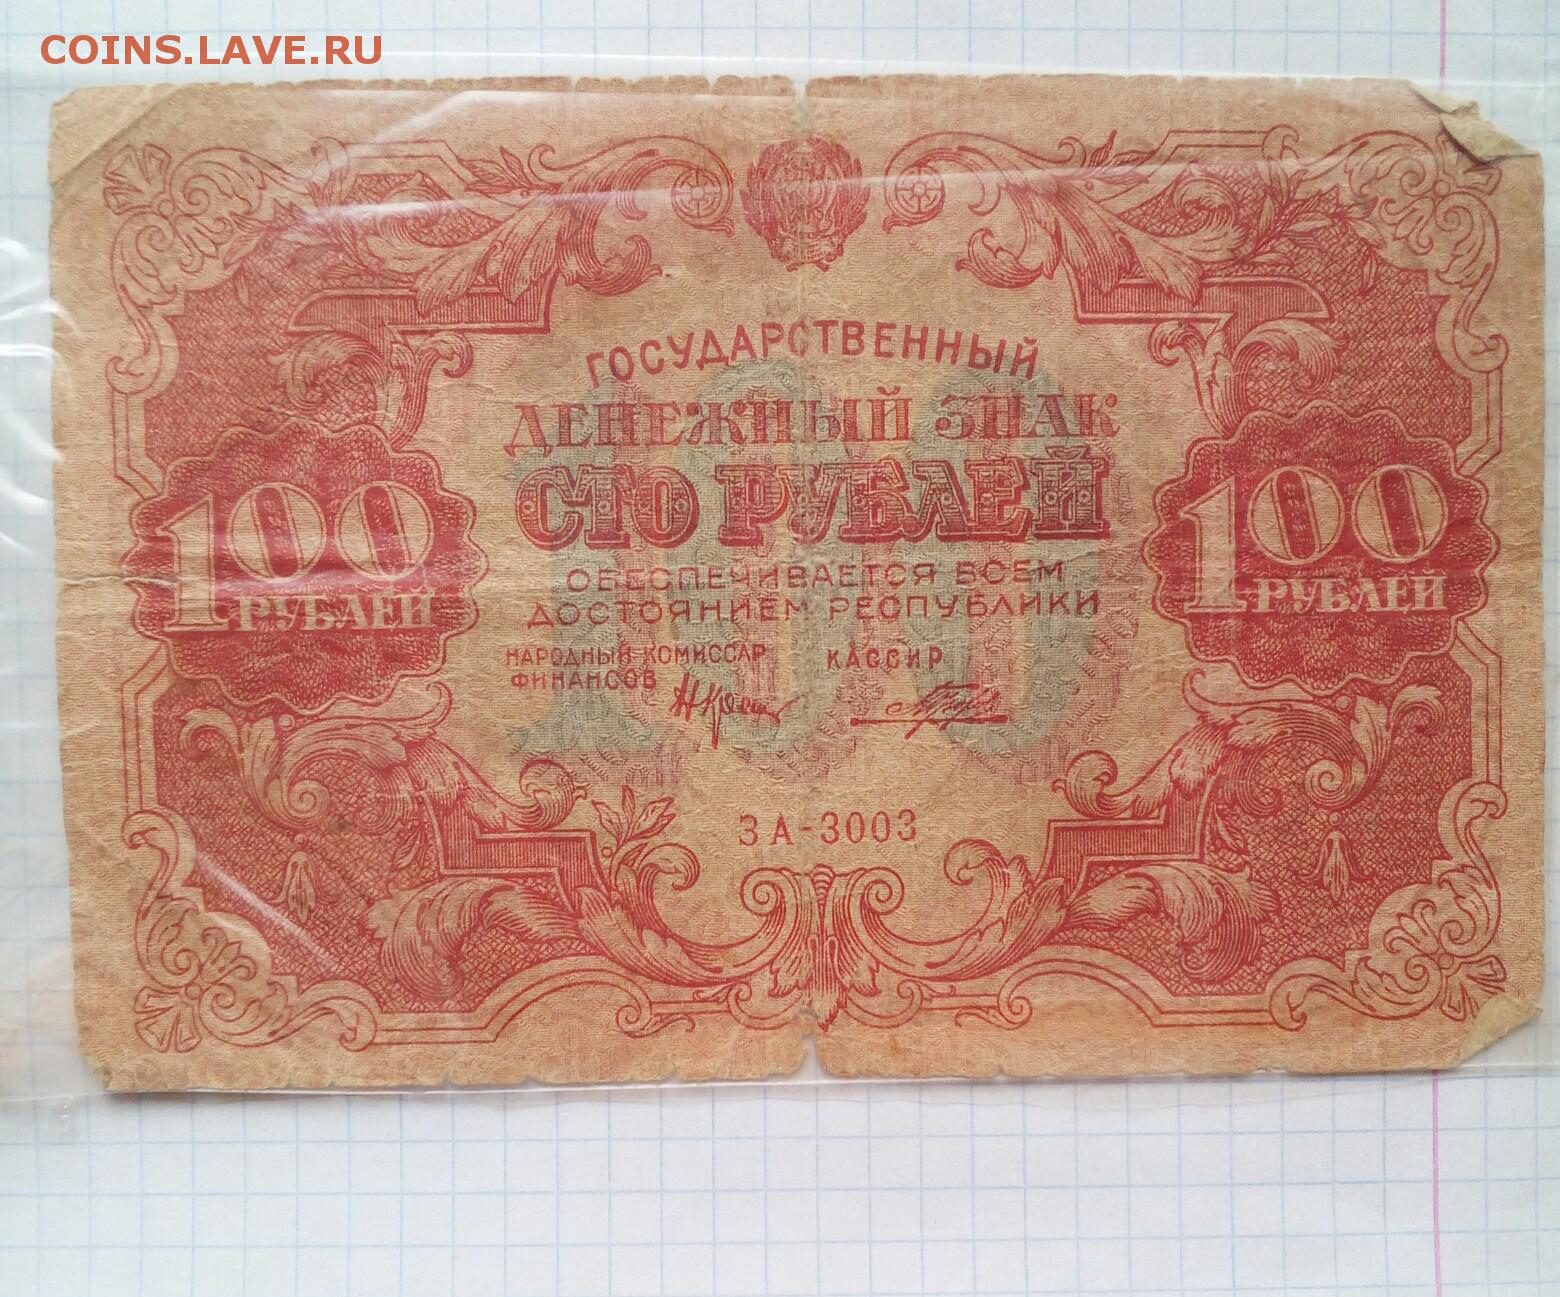 COINS.LAVE.RU
ГОСУДАРСТВЕННЫЙ
ДЕНЕЖНЫЙ ЗНАК
СТО РУБЛЕЙ
100
РУБЛЕЙ
100
РУБЛЕЙ
100
ОБЕСПЕЧИВАЕТСЯ ВСЕМ
ДОСТОЯНИЕМ РЕСПУБЛИКИ
НАРОДНЫЙ КОМИССАР
ФИНАНСОВ
КАССИР
ЗА-3003